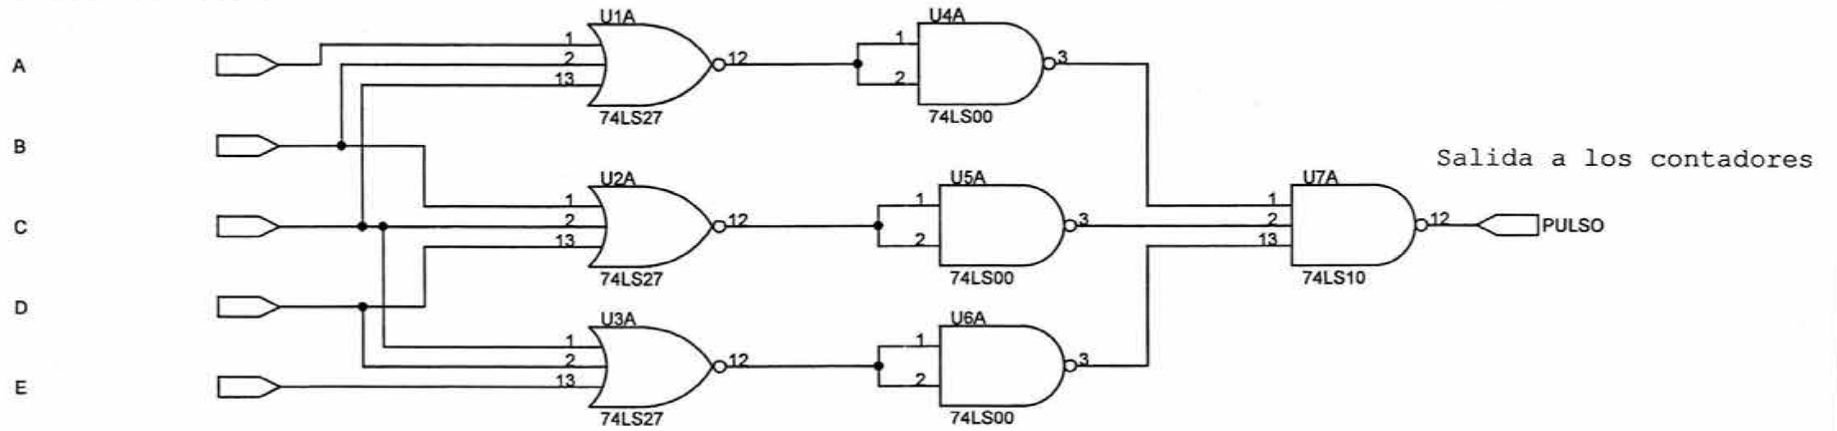 U1A
U4A
A
1
2
13
12
1
2
3
74LS27
74LS00
B
Salida a los contadores
U2A
U5A
U7A
C
1
2
13
12
1
2
3
1
2
13
12
PULSO
74LS27
74LS00
74LS10
D
U3A
U6A
1
2
13
12
1
2
3
E
74LS27
74LS00